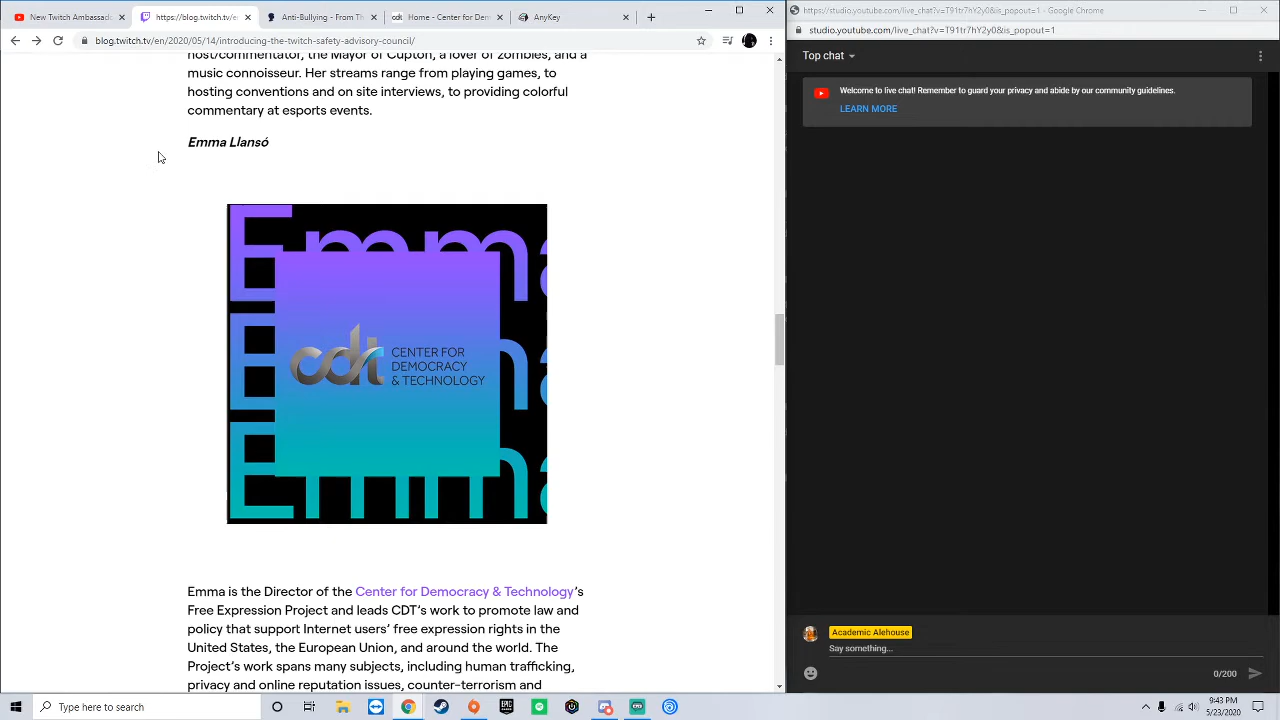 New Twitch Ambassad
https://blog.twitch.tv/e
Anti-Bullying - From Th
Home - Center for Dem
AnyKey
https://studio.youtube.com/live_chat?v=T91tr7hY2y0&is_popout=1 - Google Chrome
blog.twitch.tv/en/2020/05/14/introducing-the-twitch-safety-advisory-council/
studio.youtube.com/live_chat?v=T91tr7hY2y0&is_popout=1
host/commentator, the Mayor of Cupton, a lover of zombies, and a
music connoisseur. Her streams range from playing games, to
hosting conventions and on site interviews, to providing colorful
commentary at esports events.
Emma Llansó
Emma
Emma
Emma
cdt
CENTER FOR
DEMOCRACY
& TECHNOLOGY
Emma is the Director of the Center for Democracy & Technology's
Free Expression Project and leads CDT's work to promote law and
policy that support Internet users' free expression rights in the
United States, the European Union, and around the world. The
Project's work spans many subjects, including human trafficking,
privacy and online reputation issues, counter-terrorism and
Top chat
Welcome to live chat! Remember to guard your privacy and abide by our community guidelines.
LEARN MORE
Academic Alehouse
Say something...
0/200
Type here to search
EPIC
9:43 PM
5/23/2020